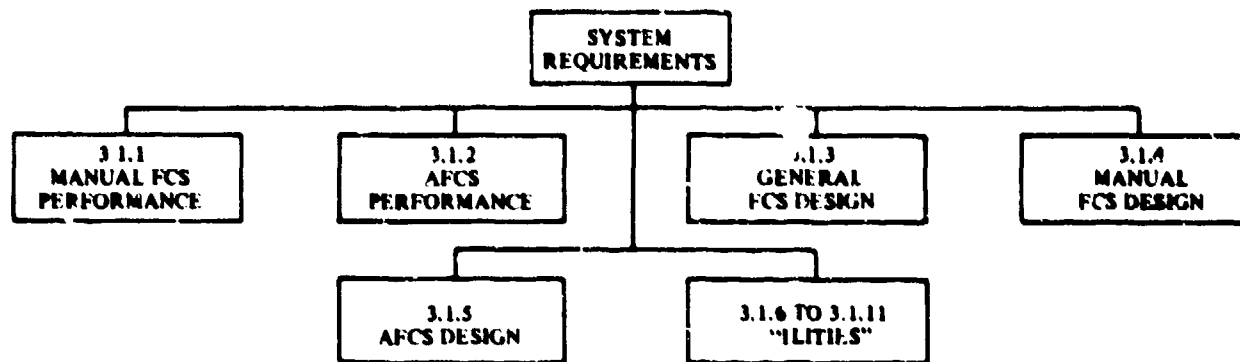 SYSTEM
REQUIREMENTS
3.1.1
MANUAL FCS
PERFORMANCE
3.1.2
AFCS
PERFORMANCE
3.1.3
GENERAL
FCS DESIGN
3.1.4
MANUAL
FCS DESIGN
3.1.5
AFCS DESIGN
3.1.6 TO 3.1.11
"ILITIES"